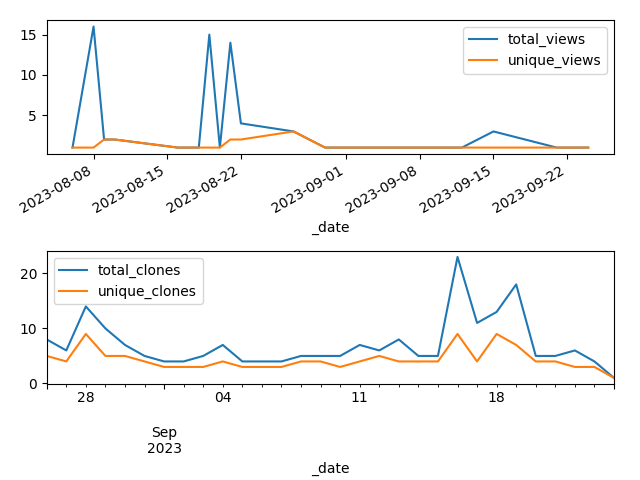 15
10
5
total_views
unique_views
2023-08-08
2023-08-15
2023-08-22
2023-09-01
2023-09-08
2023-09-15
2023-09-22
_date
20
10
0
total_clones
unique_clones
28
04
11
18
Sep
2023
_date